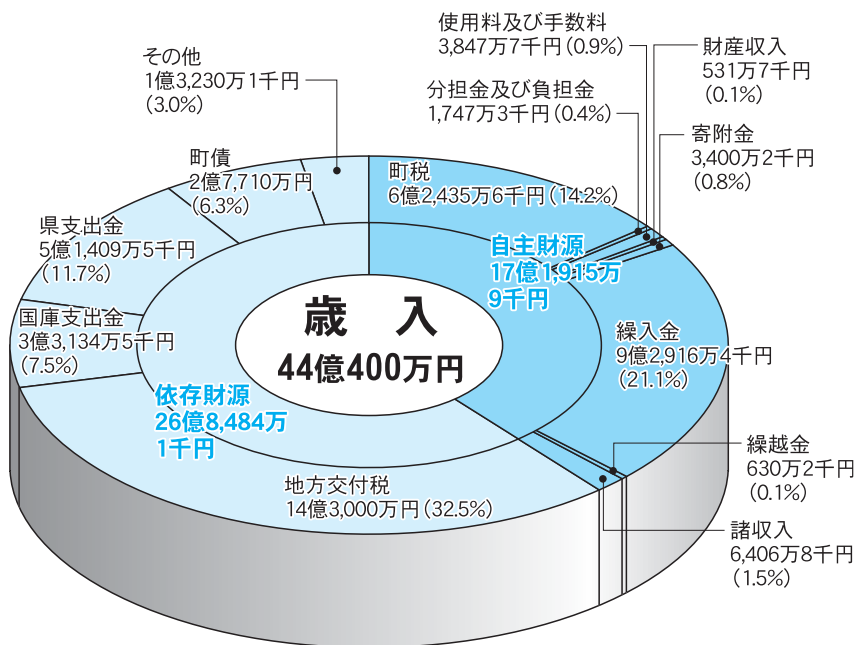 歳 入
44億400万円
自主財源
17億1,915万
9千円
町税
6億2,435万6千円(14.2%)
分担金及び負担金
1,747万3千円(0.4%)
使用料及び手数料
3,847万7千円(0.9%)
財産収入
531万7千円
(0.1%)
寄附金
3,400万2千円
(0.8%)
繰入金
9億2,916万4千円
(21.1%)
繰越金
630万2千円
(0.1%)
諸収入
6,406万8千円
(1.5%)
依存財源
26億8,484万
1千円
地方交付税
14億3,000万円(32.5%)
国庫支出金
3億3,134万5千円
(7.5%)
県支出金
5億1,409万5千円
(11.7%)
町債
2億7,710万円
(6.3%)
その他
1億3,230万1千円
(3.0%)